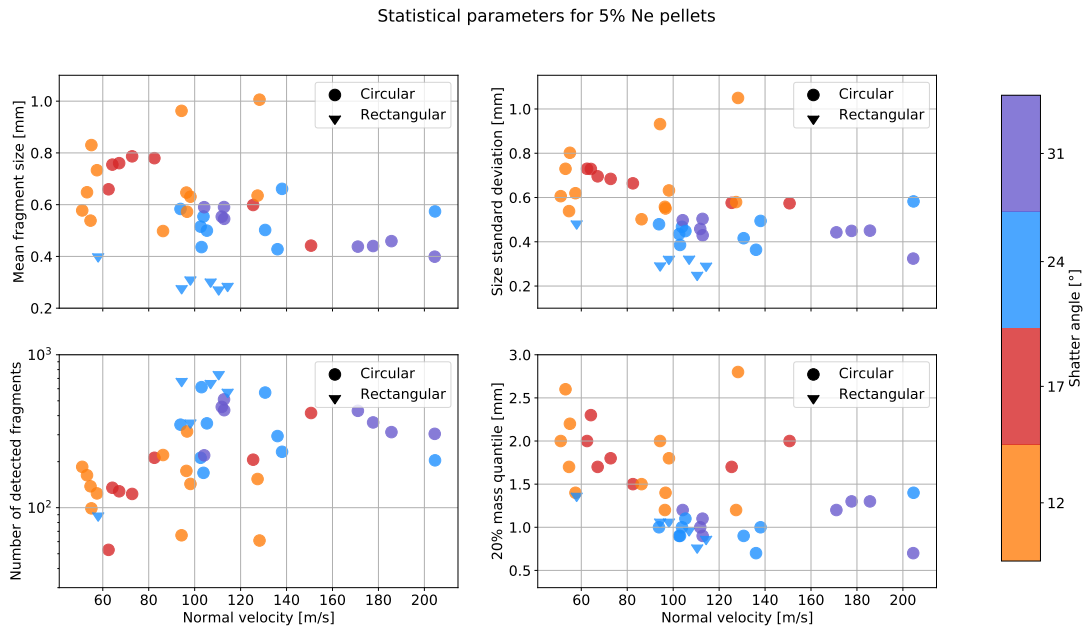 Statistical parameters for 5% Ne pellets
Mean fragment size [mm]
1.0
0.8
0.6
0.4
0.2
Circular
Rectangular
Size standard deviation [mm]
1.0
0.8
0.6
0.4
0.2
Circular
Rectangular
Number of detected fragments
10³
10²
Circular
Rectangular
60 80 100 120 140 160 180 200
Normal velocity [m/s]
20% mass quantile [mm]
3.0
2.5
2.0
1.5
1.0
0.5
Circular
Rectangular
60 80 100 120 140 160 180 200
Normal velocity [m/s]
31
24
17
12
Shatter angle [°]